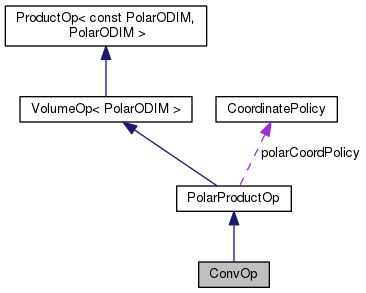 ProductOp< const PolarODIM,
PolarODIM >
VolumeOp< PolarODIM >
CoordinatePolicy
polarCoordPolicy
PolarProductOp
ConvOp